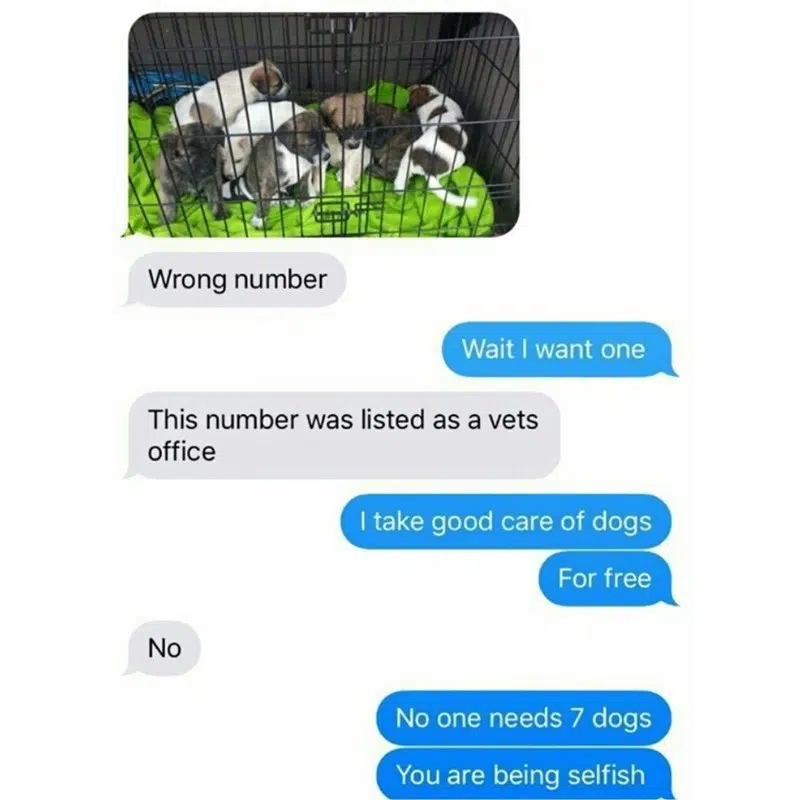 Wrong number
Wait I want one
This number was listed as a vets
office
I take good care of dogs
For free
No
No one needs 7 dogs
You are being selfish